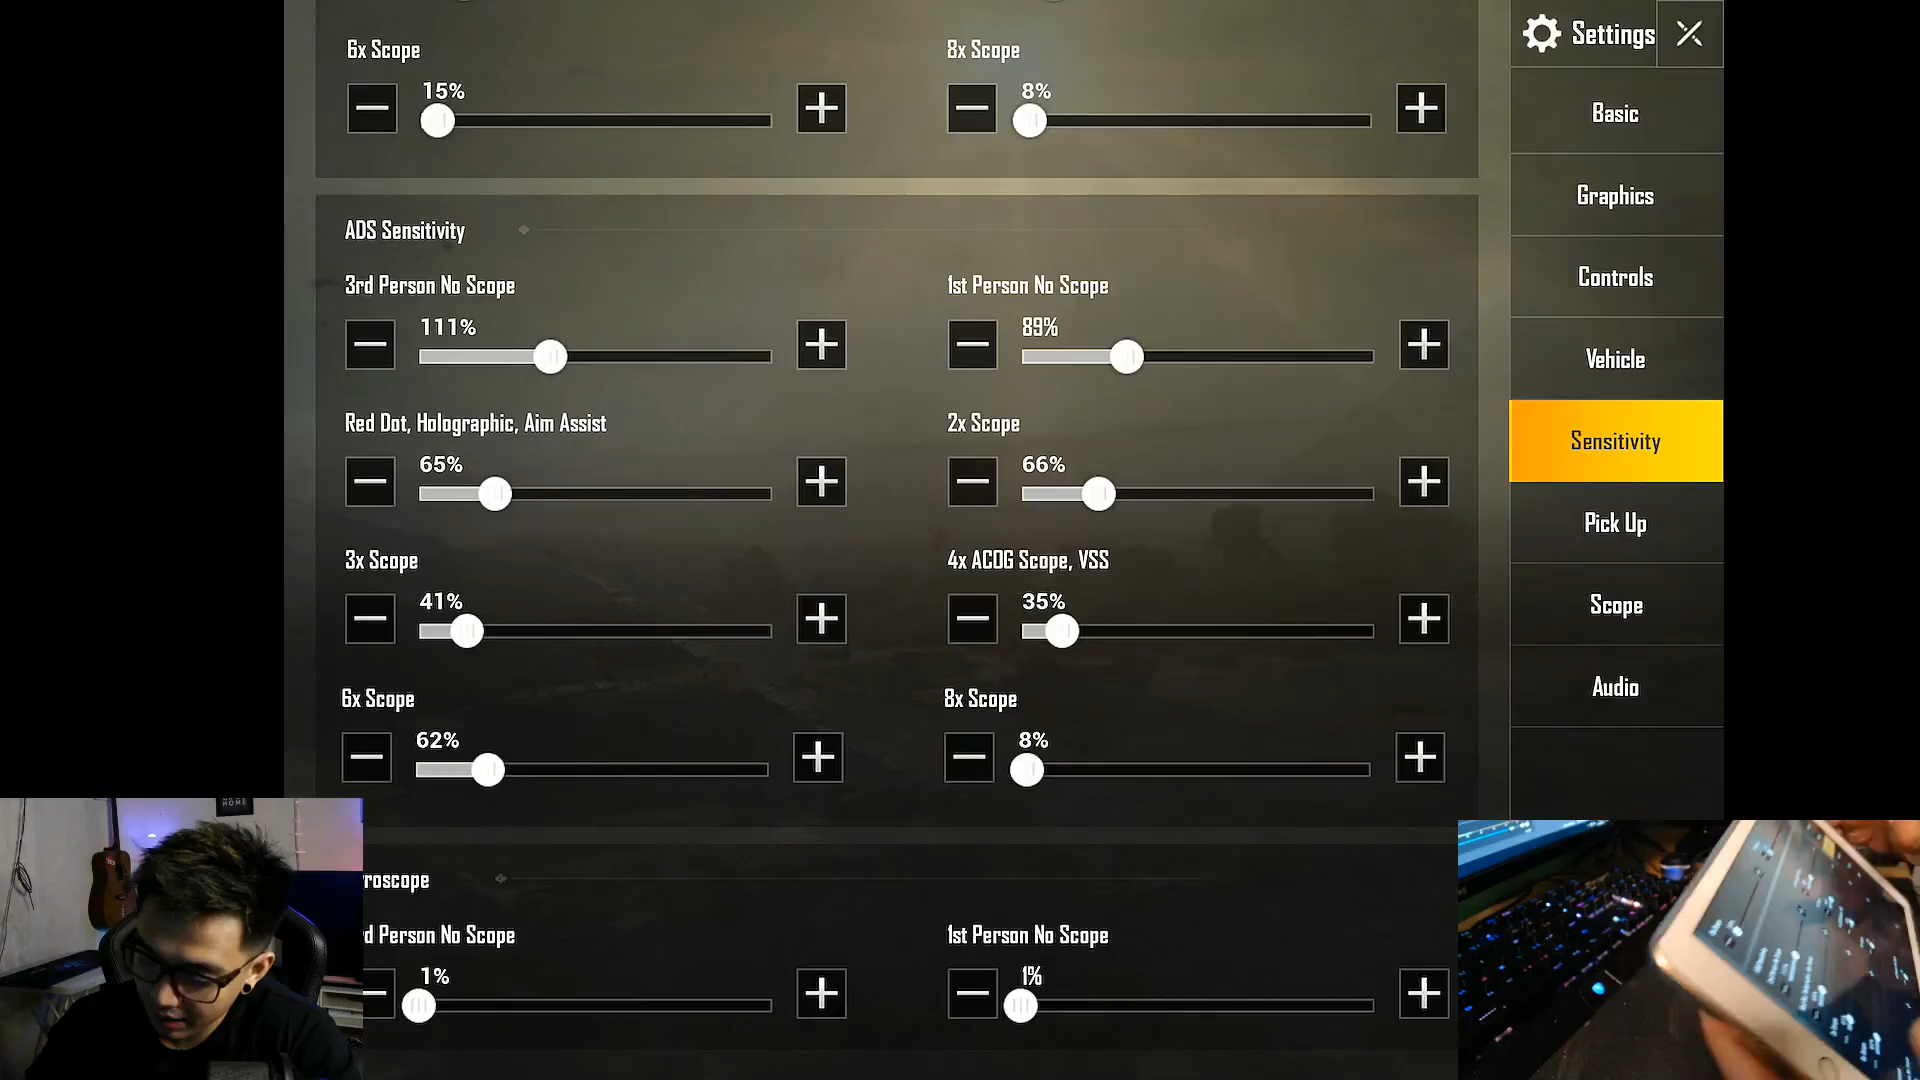 6x Scope
8x Scope
15%
8%
ADS Sensitivity
3rd Person No Scope
1st Person No Scope
111%
89%
Red Dot, Holographic, Aim Assist
2x Scope
65%
66%
3x Scope
4x ACOG Scope, VSS
41%
35%
6x Scope
8x Scope
62%
8%
roscope
rd Person No Scope
1st Person No Scope
1%
1%
Settings
Basic
Graphics
Controls
Vehicle
Sensitivity
Pick Up
Scope
Audio
HOME